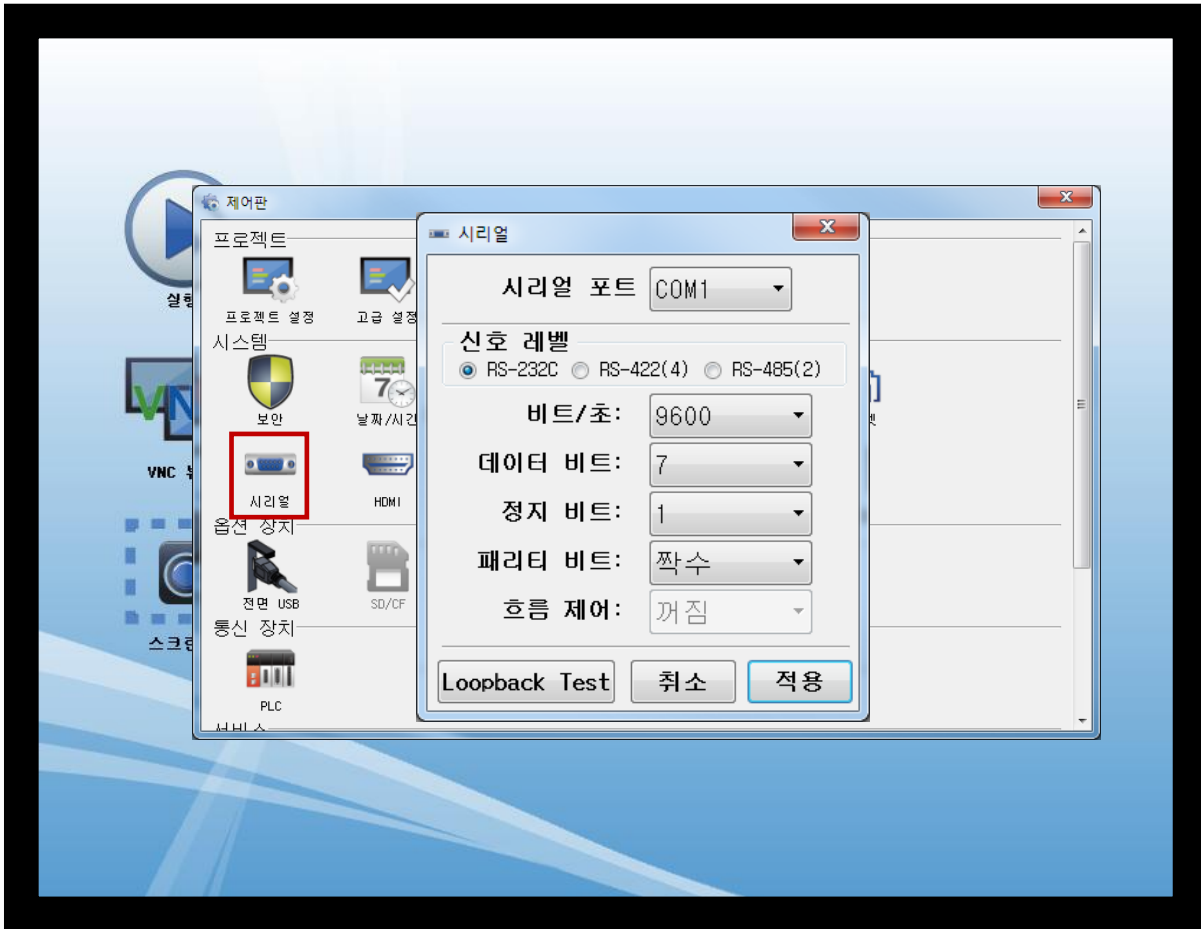 제어판
시리얼
프로젝트
프로젝트 설정
고급 설정
시스템
보안
날짜/시간
시리얼
HDMI
옵션 장치
전면 USB
SD/CF
통신 장치
PLC
시리얼 포트 COM1
신호 레벨
RS-232C RS-422(4) RS-485(2)
비트/초: 9600
데이터 비트: 7
정지 비트: 1
패리티 비트: 짝수
흐름 제어: 꺼짐
Loopback Test 취소 적용
VNC